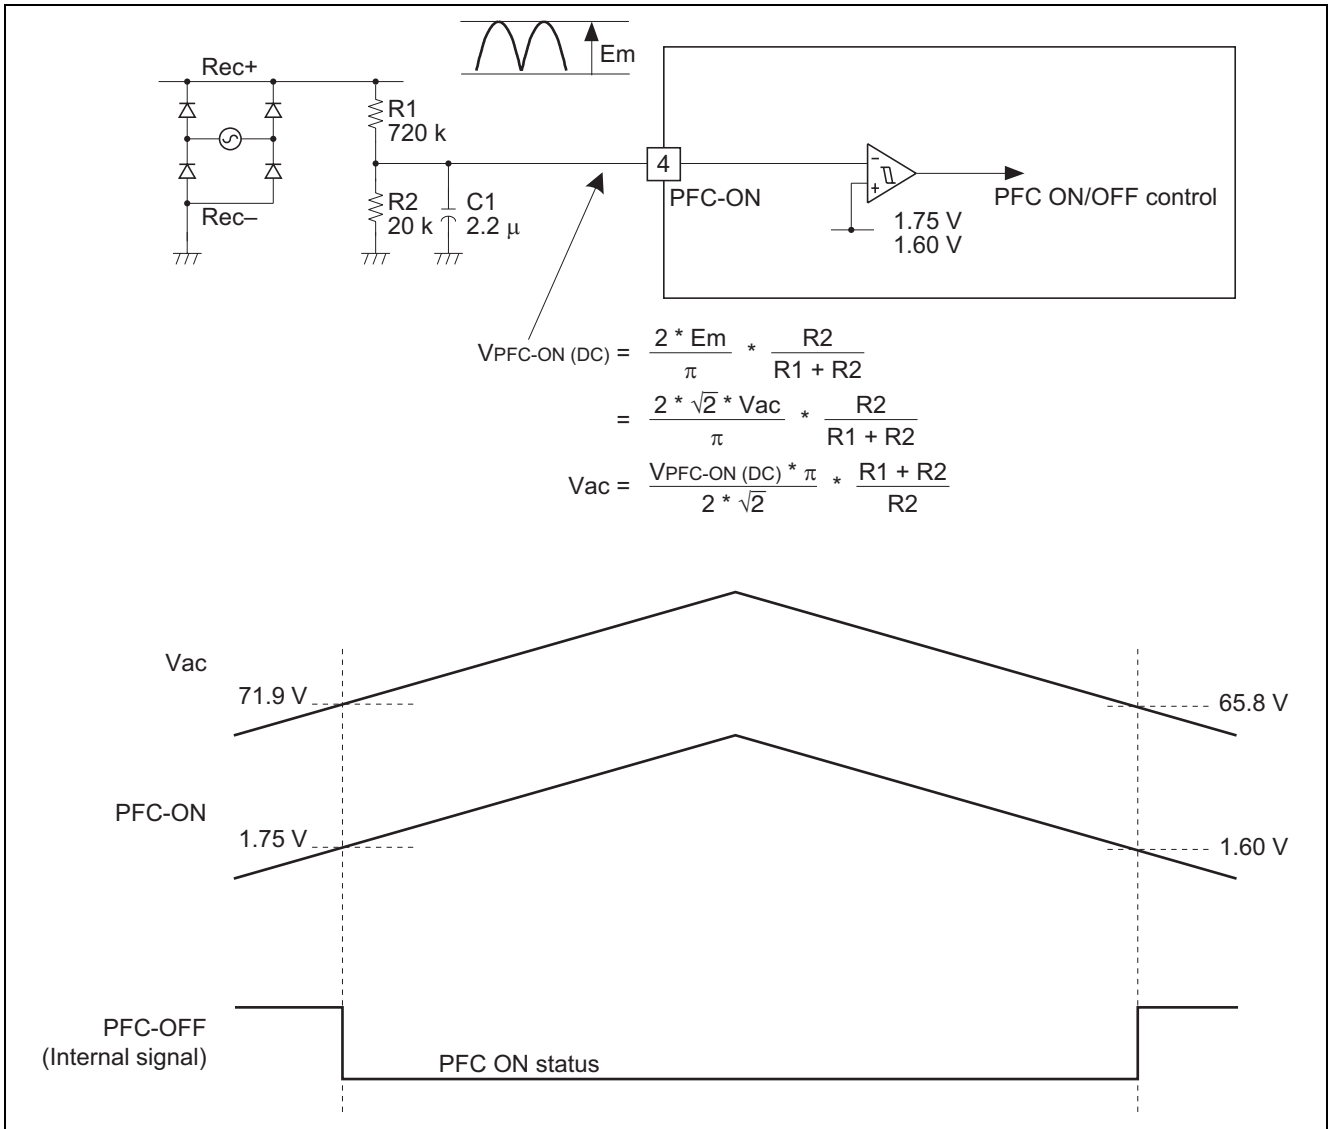 Em
Rec+
R1
720 k
4
PFC-ON
−
+
1.75 V
1.60 V
PFC ON/OFF control
Rec–
R2
20 k
C1
2.2 μ
VPFC-ON (DC) = 2 * Em / π * R2 / R1 + R2
= 2 * √2 * Vac / π * R2 / R1 + R2
Vac = VPFC-ON (DC) * π / 2 * √2 * R1 + R2 / R2
Vac
71.9 V
65.8 V
PFC-ON
1.75 V
1.60 V
PFC-OFF
(Internal signal)
PFC ON status